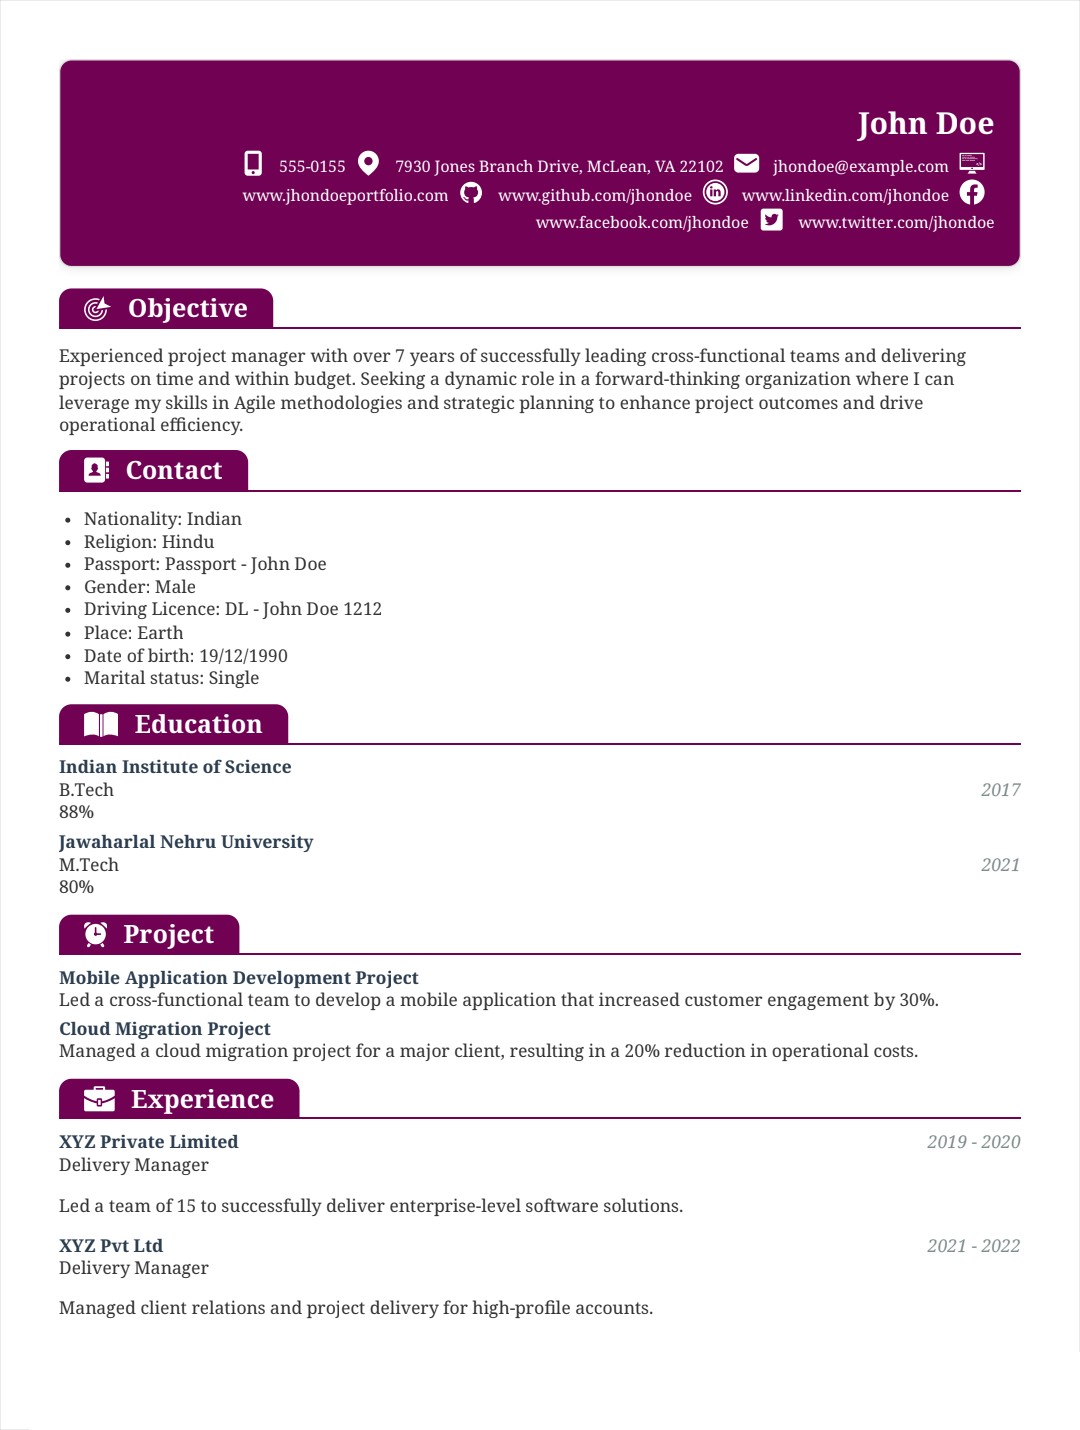 John Doe
555-0155 7930 Jones Branch Drive, McLean, VA 22102 jhondoe@example.com
www.jhondoeportfolio.com www.github.com/jhondoe www.linkedin.com/jhondoe
www.facebook.com/jhondoe www.twitter.com/jhondoe
Objective
Experienced project manager with over 7 years of successfully leading cross-functional teams and delivering
projects on time and within budget. Seeking a dynamic role in a forward-thinking organization where I can
leverage my skills in Agile methodologies and strategic planning to enhance project outcomes and drive
operational efficiency.
Contact
• Nationality: Indian
• Religion: Hindu
• Passport: Passport - John Doe
• Gender: Male
• Driving Licence: DL - John Doe 1212
• Place: Earth
• Date of birth: 19/12/1990
• Marital status: Single
Education
Indian Institute of Science
B.Tech 2017
88%
Jawaharlal Nehru University
M.Tech 2021
80%
Project
Mobile Application Development Project
Led a cross-functional team to develop a mobile application that increased customer engagement by 30%.
Cloud Migration Project
Managed a cloud migration project for a major client, resulting in a 20% reduction in operational costs.
Experience
XYZ Private Limited 2019 - 2020
Delivery Manager
Led a team of 15 to successfully deliver enterprise-level software solutions.
XYZ Pvt Ltd 2021 - 2022
Delivery Manager
Managed client relations and project delivery for high-profile accounts.